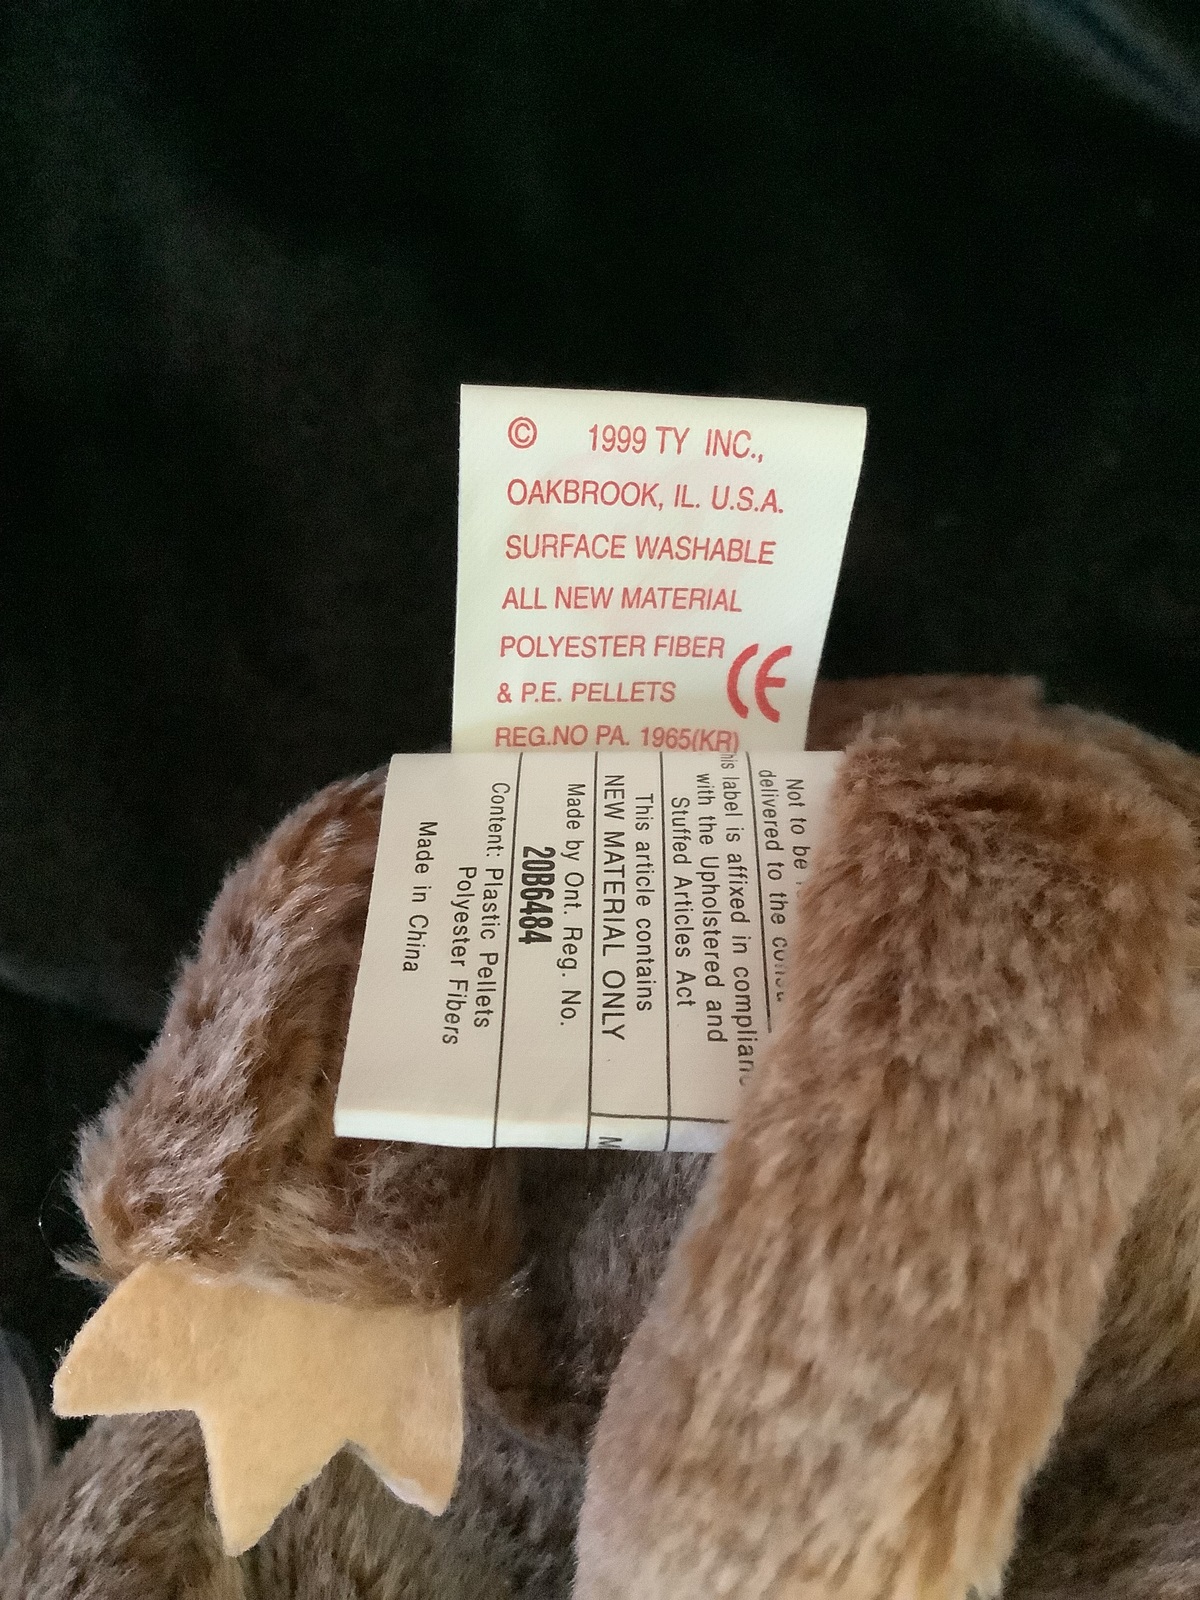 © 1999 TY INC.,
OAKBROOK, IL. U.S.A.
SURFACE WASHABLE
ALL NEW MATERIAL
POLYESTER FIBER
& P.E. PELLETS
CE
REG.NO PA. 1965(KR)
Not to be
delivered to the
label is affixed in
with the Upholstered and
Stuffed Articles Act
This article contains
NEW MATERIAL ONLY
Made by Ont. Reg. No.
20B6484
Content: Plastic Pellets
Polyester Fibers
Made in China